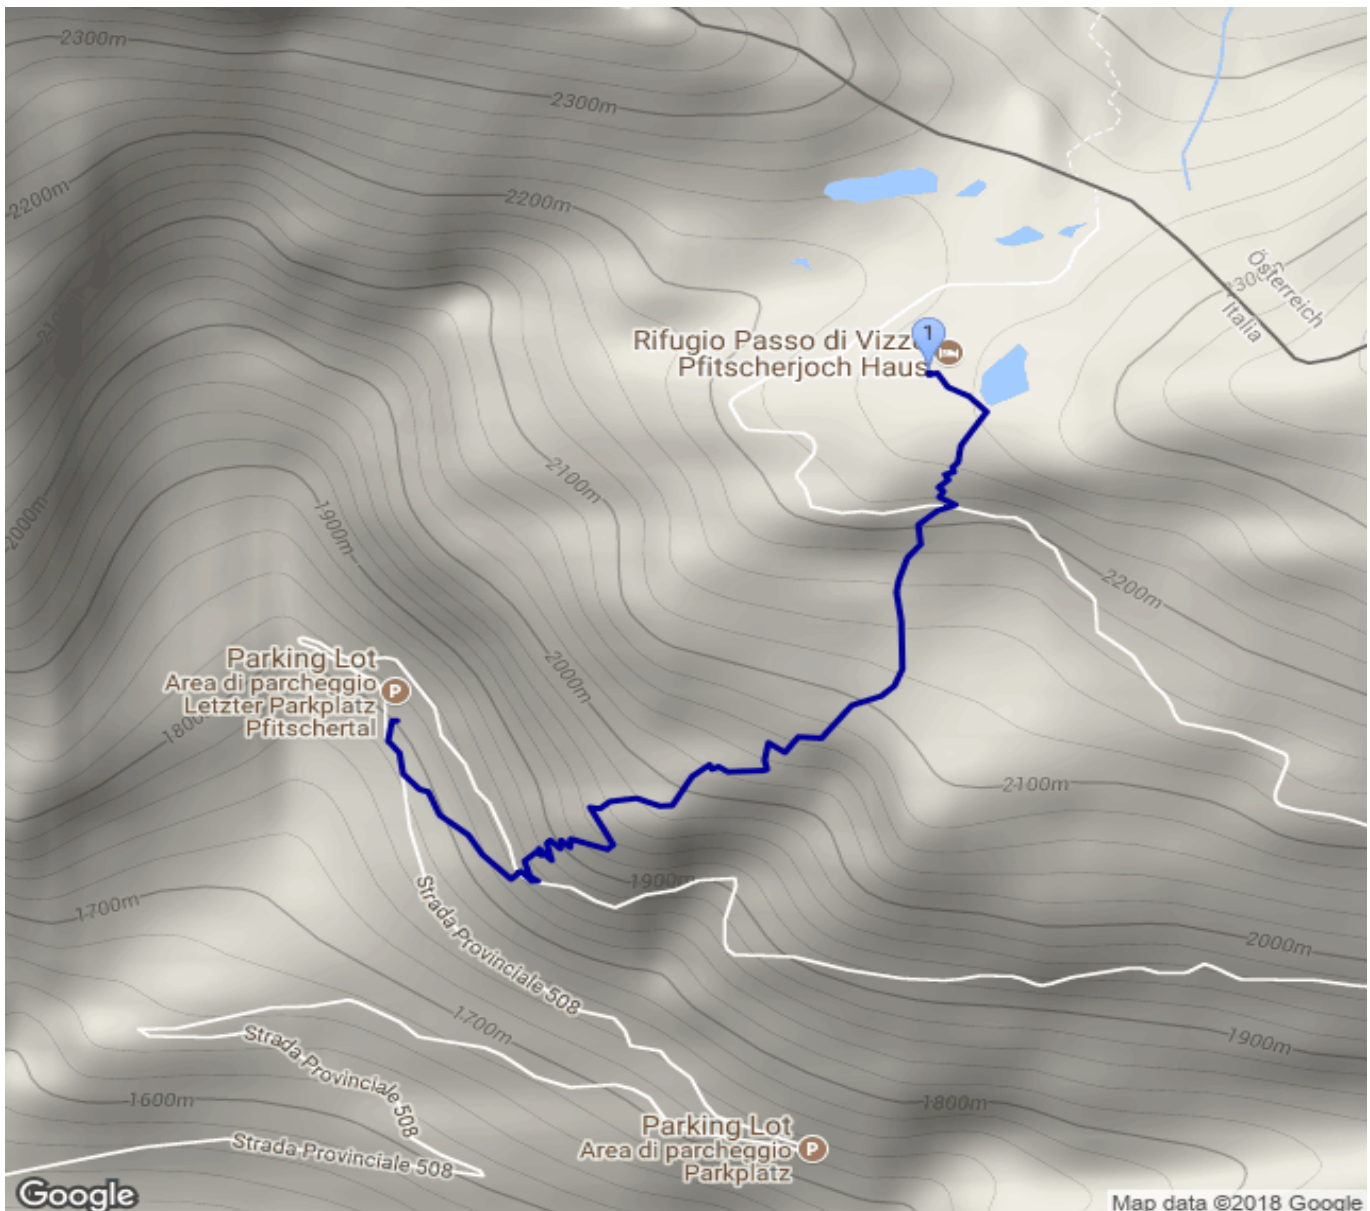 2300m
2300m
2200m
2200m
Österreich
Italia
Rifugio Passo di Vizze
Pfitscherjoch Haus
1
2100m
2000m
1900m
2200m
2000m
Parking Lot
Area di parcheggio
Letzter Parkplatz
Pfitschertal
P
2100m
1900m
1700m
Strada Provinciale 508
2000m
1700m
1900m
Strada Provinciale 508
1600m
1800m
Parking Lot
Area di parcheggio
Parkplatz
P
Strada Provinciale 508
Google
Map data ©2018 Google